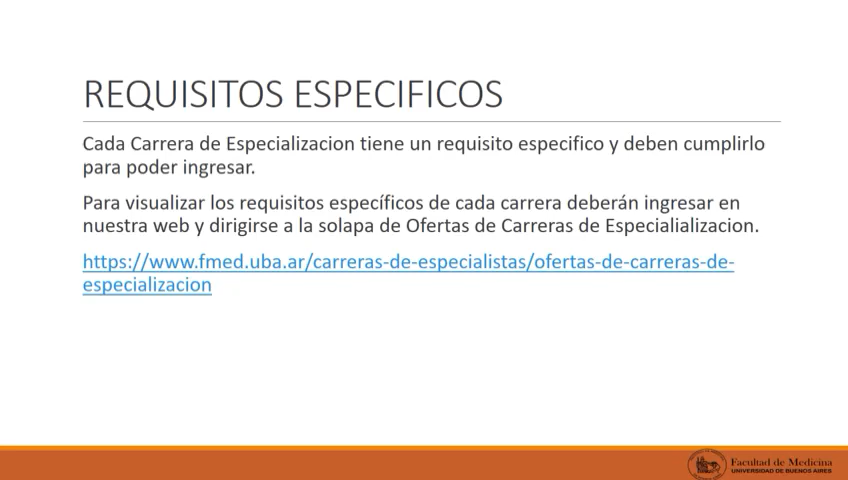 REQUISITOS ESPECIFICOS
Cada Carrera de Especializacion tiene un requisito especifico y deben cumplirlo
para poder ingresar.
Para visualizar los requisitos específicos de cada carrera deberán ingresar en
nuestra web y dirigirse a la solapa de Ofertas de Carreras de Especialialización.
https://www.fmed.uba.ar/carreras-de-especialistas/ofertas-de-carreras-de-
especializacion
Facultad de Medicina
UNIVERSIDAD DE BUENOS AIRES